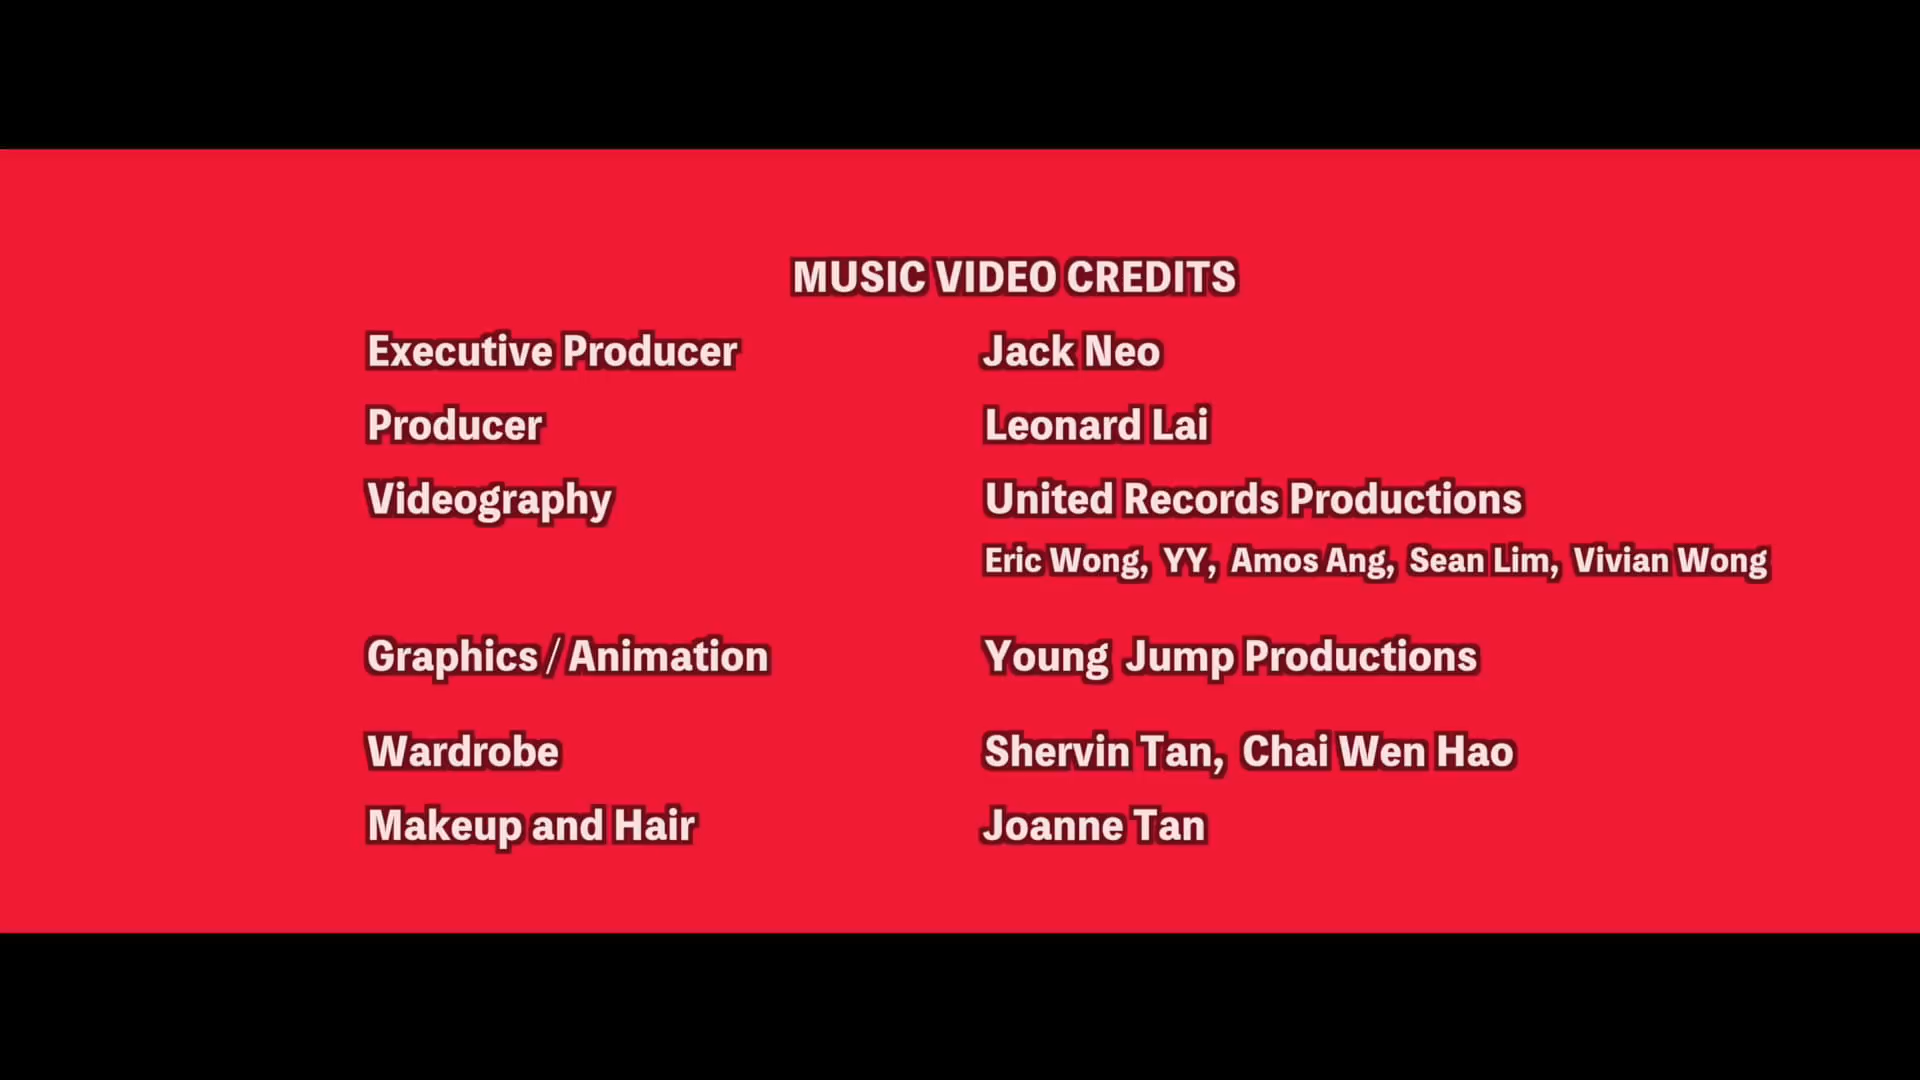 MUSIC VIDEO CREDITS
Executive Producer Jack Neo
Producer Leonard Lai
Videography United Records Productions
Eric Wong, YY, Amos Ang, Sean Lim, Vivian Wong
Graphics / Animation Young Jump Productions
Wardrobe Shervin Tan, Chai Wen Hao
Makeup and Hair Joanne Tan